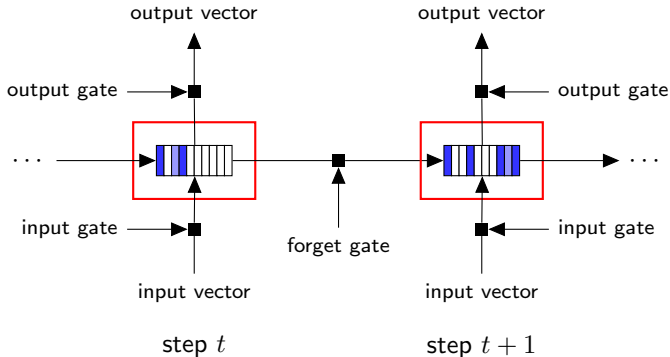 output vector output vector
output gate output gate
· · · · · ·
input gate forget gate input gate
input vector input vector
step t step t + 1